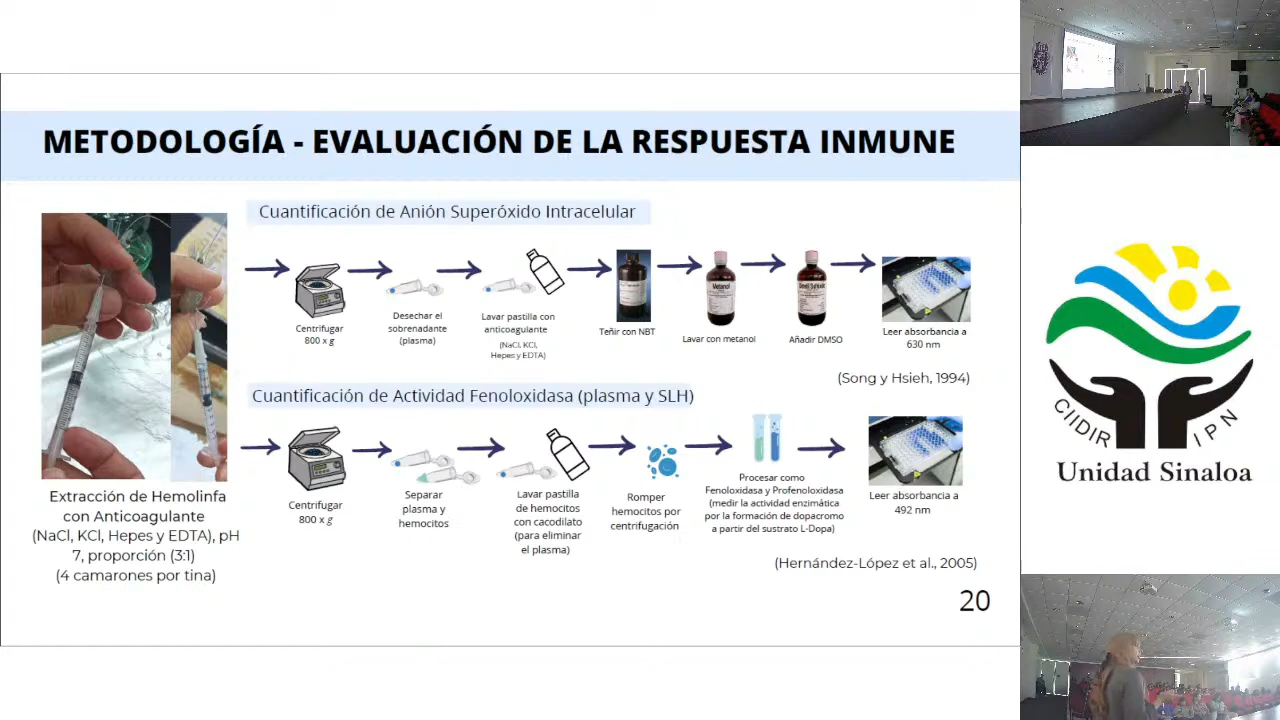 METODOLOGÍA - EVALUACIÓN DE LA RESPUESTA INMUNE
Cuantificación de Anión Superóxido Intracelular
Centrifugar
800 x g
Desechar el
sobrenadante
(plasma)
Lavar pastilla con
anticoagulante
(NaCl, KCl,
Hepes y EDTA)
Teñir con NBT
Metanol
Lavar con metanol
Añadir DMSO
Leer absorbancia a
630 nm
(Song y Hsieh, 1994)
Cuantificación de Actividad Fenoloxidasa (plasma y SLH)
Centrifugar
800 x g
Separar
plasma y
hemocitos
Lavar pastilla
de hemocitos
con cacodilato
(para eliminar
el plasma)
Romper
hemocitos por
centrifugación
Procesar como
Fenoloxidasa y Profenoloxidasa
(medir la actividad enzimática
por la formación de dopacromo
a partir del sustrato L-Dopa)
Leer absorbancia a
492 nm
(Hernández-López et al., 2005)
Extracción de Hemolinfa
con Anticoagulante
(NaCl, KCl, Hepes y EDTA), pH
7, proporción (3:1)
(4 camarones por tina)
20
CIIDIR IPN
Unidad Sinaloa